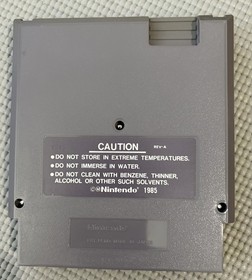 CAUTION REV-A
• DO NOT STORE IN EXTREME TEMPERATURES.
• DO NOT IMMERSE IN WATER.
• DO NOT CLEAN WITH BENZENE, THINNER,
ALCOHOL OR OTHER SUCH SOLVENTS.
©®Nintendo® 1985